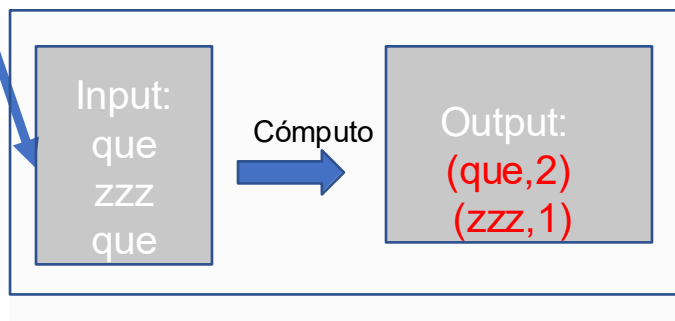 Input:
que
zzz
que
Cómputo
Output:
(que,2)
(zzz,1)